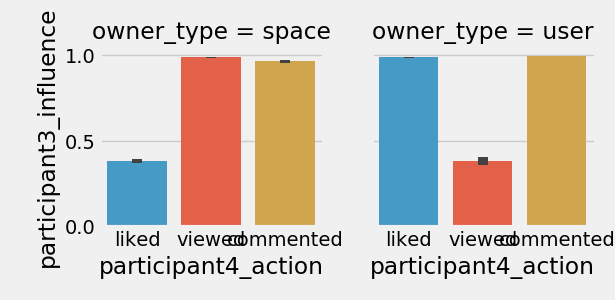 owner_type = space
owner_type = user
participant3_influence
1.0
0.5
0.0
liked
viewed
commented
liked
viewed
commented
participant4_action
participant4_action